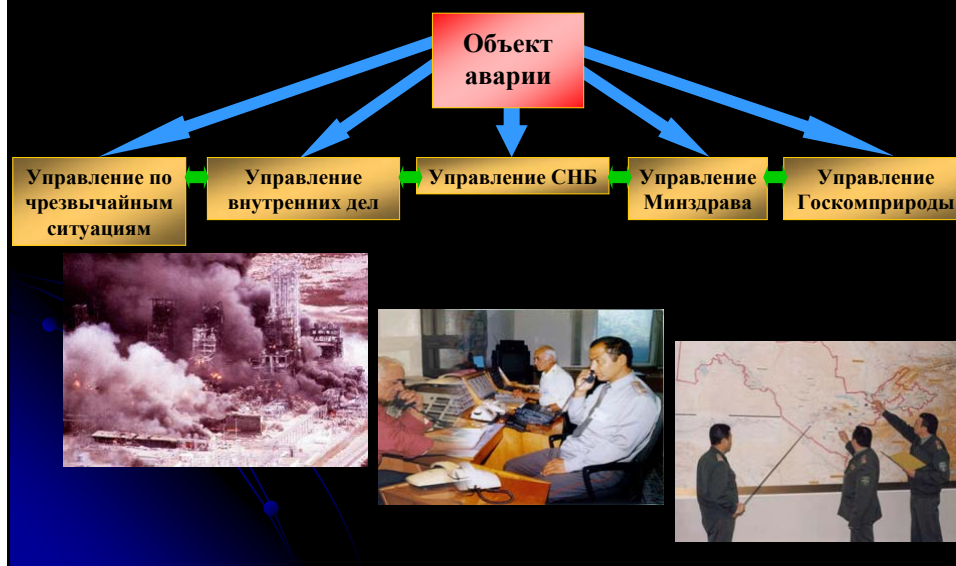 Объект
аварии
Управление по
чрезвычайным
ситуациям
Управление
внутренних дел
Управление СНБ
Управление
Минздрава
Управление
Госкомприроды